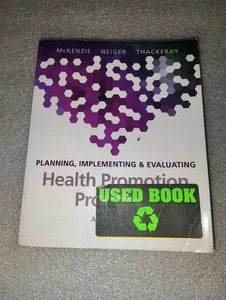 McKENZIE NEIGER THACKERAY
PLANNING, IMPLEMENTING & EVALUATING
Health Promotion
Pro
USED BOOK
A